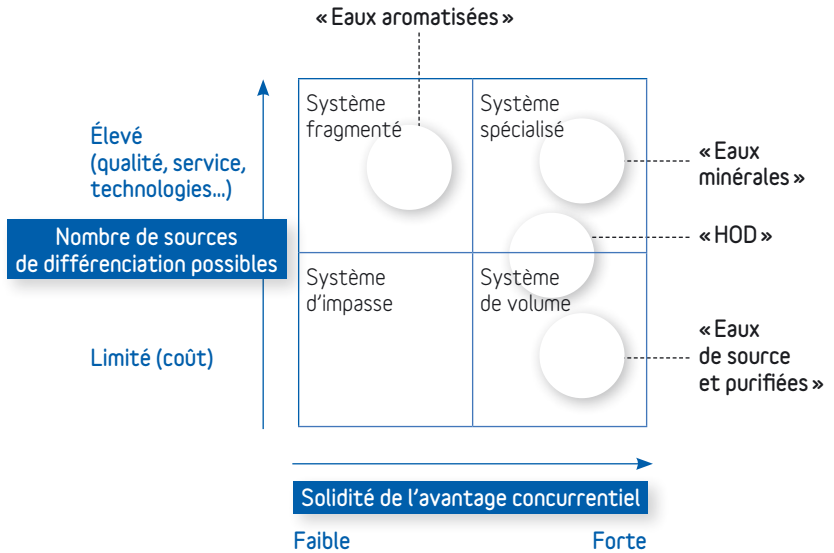 « Eaux aromatisées »
Élevé
(qualité, service,
technologies...)
Nombre de sources
de différenciation possibles
Limité (coût)
Système
fragmenté
Système
spécialisé
Système
d'impasse
Système
de volume
« Eaux
minérales »
« HOD »
« Eaux
de source
et purifiées »
Solidité de l'avantage concurrentiel
Faible
Forte